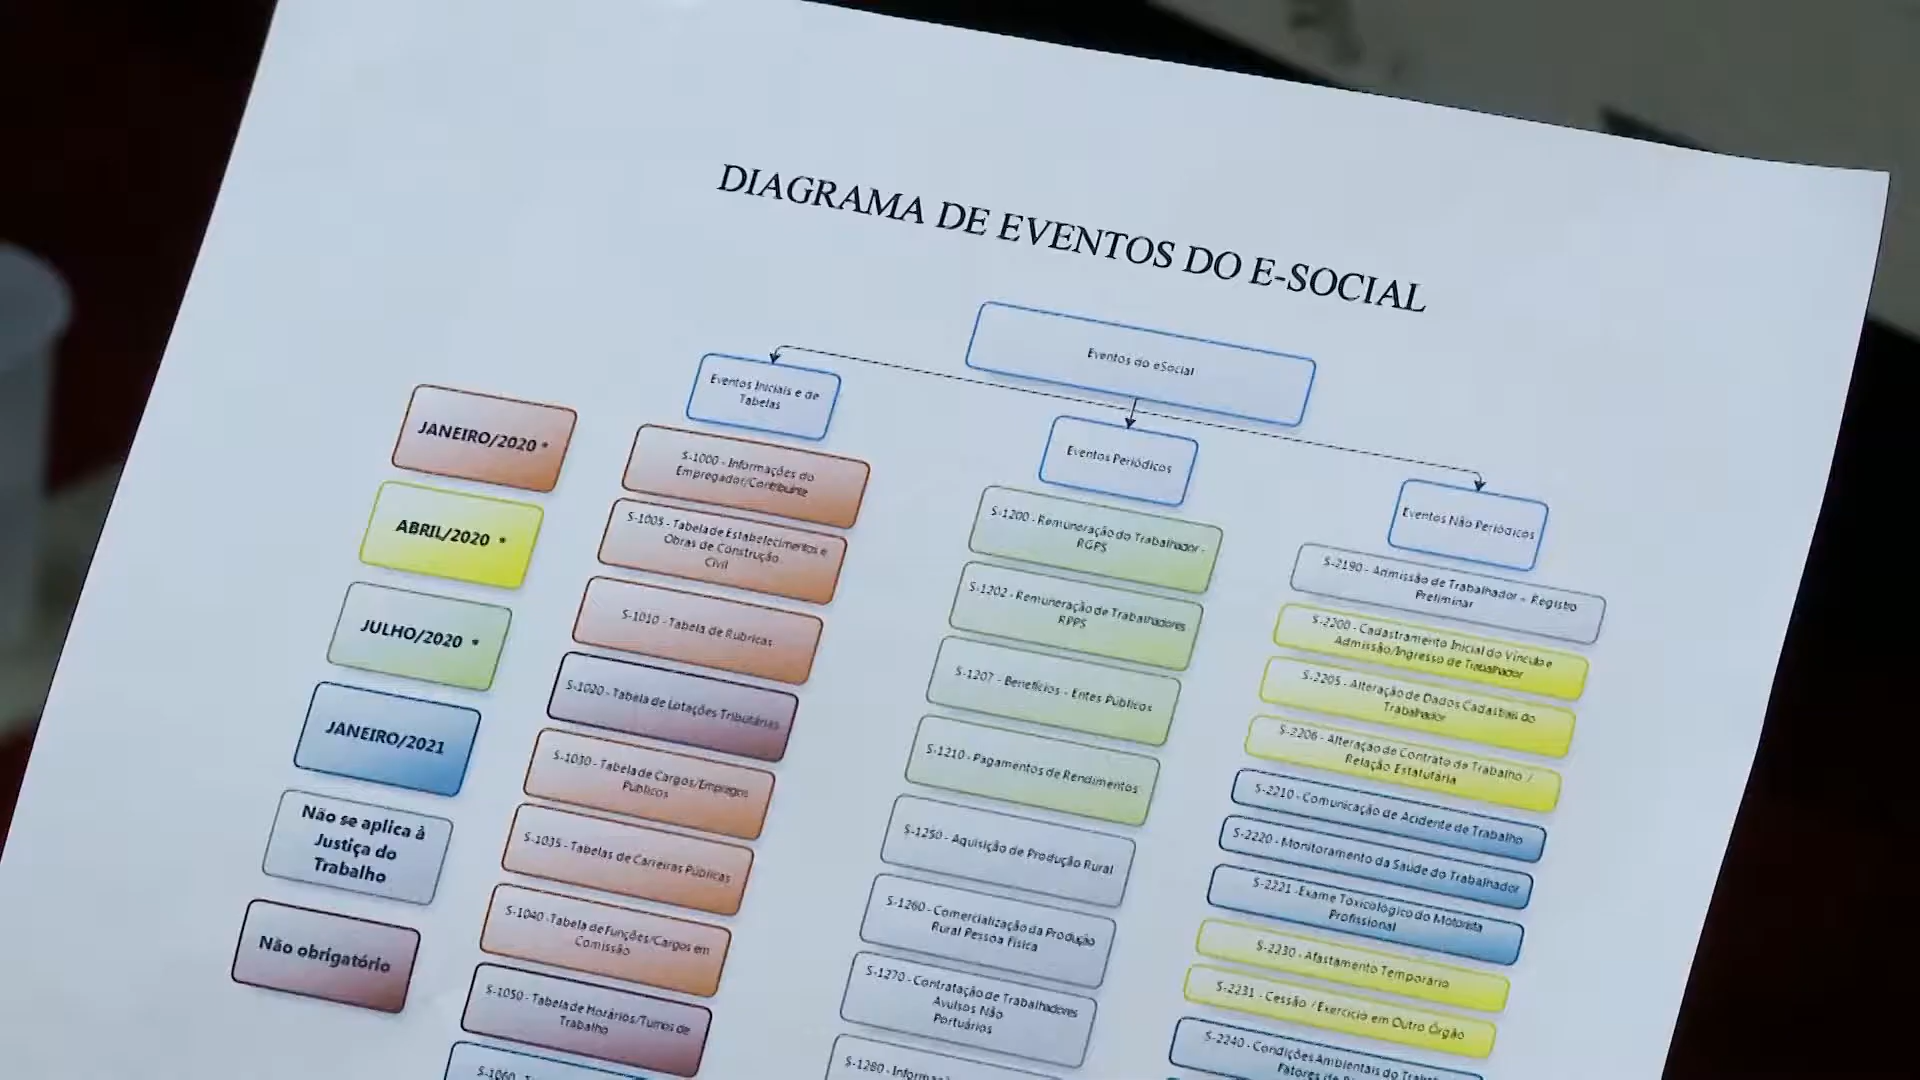 DIAGRAMA DE EVENTOS DO E-SOCIAL
Eventos do eSocial
JANEIRO/2020 *
ABRIL/2020 *
JULHO/2020 *
JANEIRO/2021
Não se aplica à
Justiça do
Trabalho
Não obrigatório
Eventos Iniciais e de
Tabelas
S-1000 - Informações do
Empregador/Contribuinte
S-1005 - Tabela de Estabelecimentos e
Obras de Construção
Civil
S-1010 - Tabela de Rubricas
S-1020 - Tabela de Lotações Tributárias
S-1030 - Tabela de Cargos/Empregos
Públicos
S-1035 - Tabelas de Carreiras Públicas
S-1040 -Tabela de Funções/Cargos em
Comissão
S-1050 - Tabela de Horários/Turnos de
Trabalho
S-1060
Eventos Periódicos
S-1200 - Remuneração do Trabalhador -
RGPS
S-1202 - Remuneração de Trabalhadores
RPPS
S-1207 - Benefícios - Entes Públicos
S-1210 - Pagamentos de Rendimentos
S-1250 - Aquisição de Produção Rural
S-1260 - Comercialização da Produção
Rural Pessoa Física
S-1270 - Contratação de Trabalhadores
Avulsos Não
Portuários
S-1280 -
Eventos Não Periódicos
S-2190 - Admissão de Trabalhador - Registro
Preliminar
S-2200 - Cadastramento Inicial do Vínculo e
Admissão/Ingresso de Trabalhador
S-2205 - Alteração de Dados Cadastrais do
Trabalhador
S-2206 - Alteração de Contrato de Trabalho /
Relação Estatutária
S-2210 - Comunicação de Acidente de Trabalho
S-2220 - Monitoramento da Saúde do Trabalhador
S-2221 -Exame Toxicológico do Motorista
Profissional
S-2230 - Afastamento Temporário
S-2231 - Cessão / Exercício em Outro Órgão
S-2240 - Condições Ambientais do
Fatores de